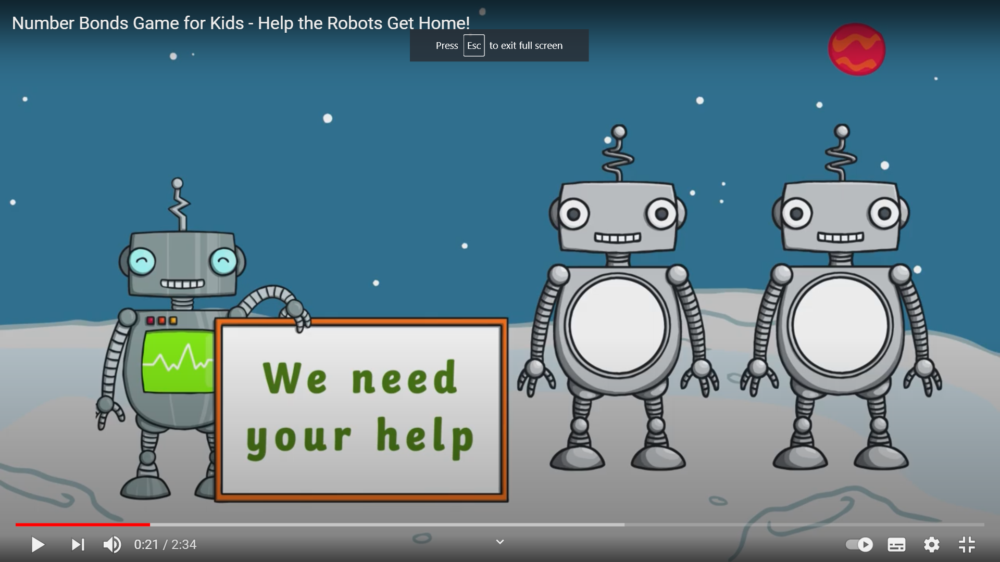 Number Bonds Game for Kids - Help the Robots Get Home!
Press Esc to exit full screen
We need
your help
0:21 / 2:34